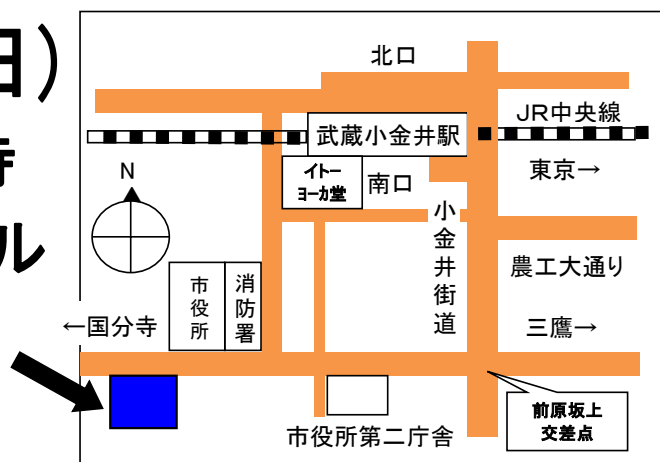 日）
寺
ル
北口
JR中央線
武蔵小金井駅
東京→
N
イトー
ヨーカ堂
南口
小金井街道
農工大通り
市役所
消防署
←国分寺
三鷹→
前原坂上
交差点
市役所第二庁舎